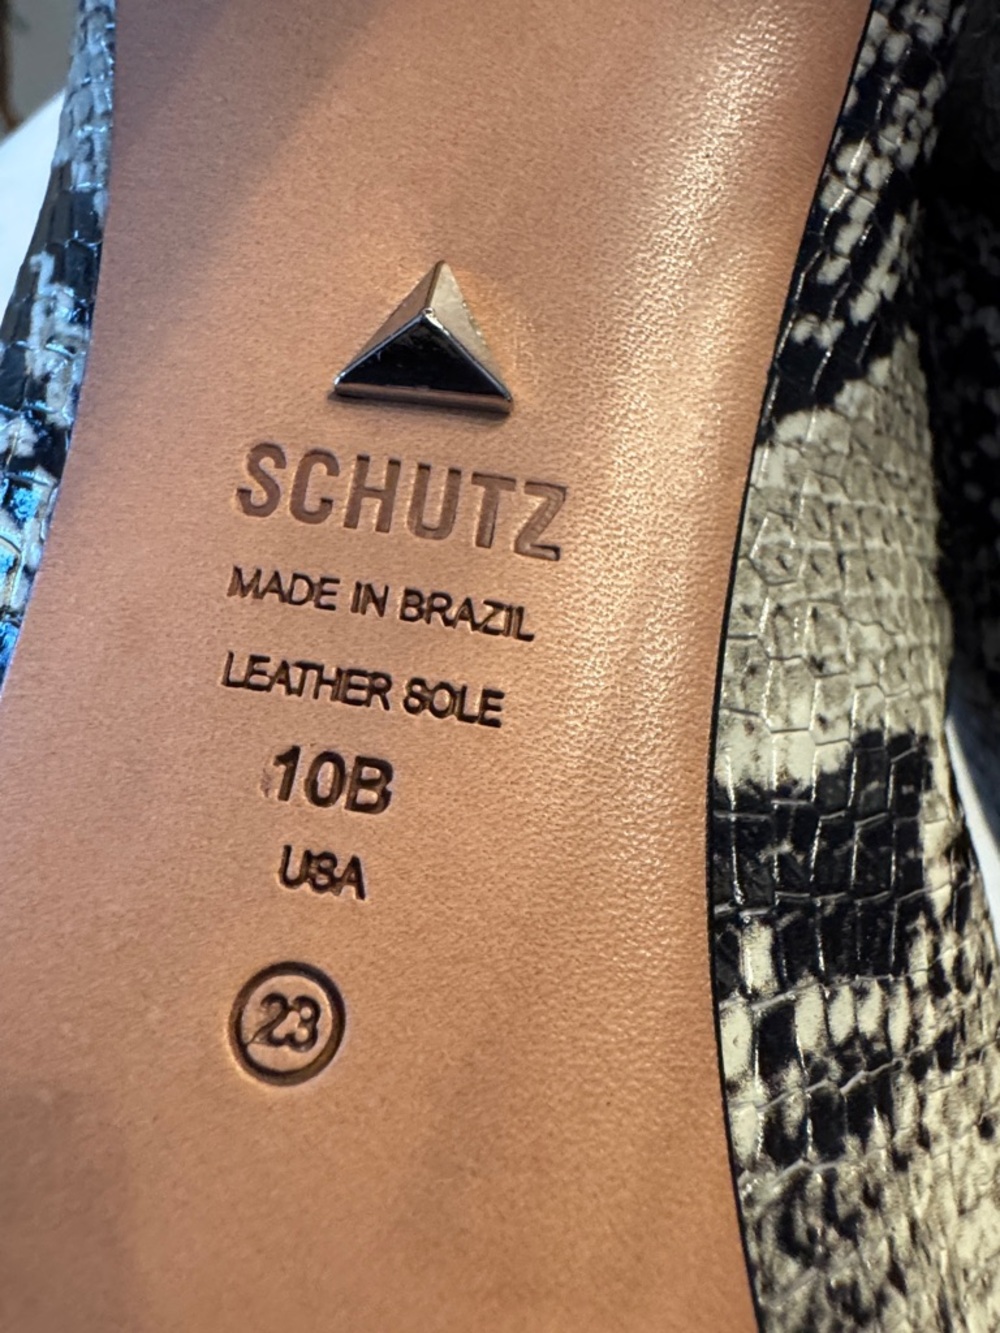 SCHUTZ
MADE IN BRAZIL
LEATHER SOLE
10B
USA
23